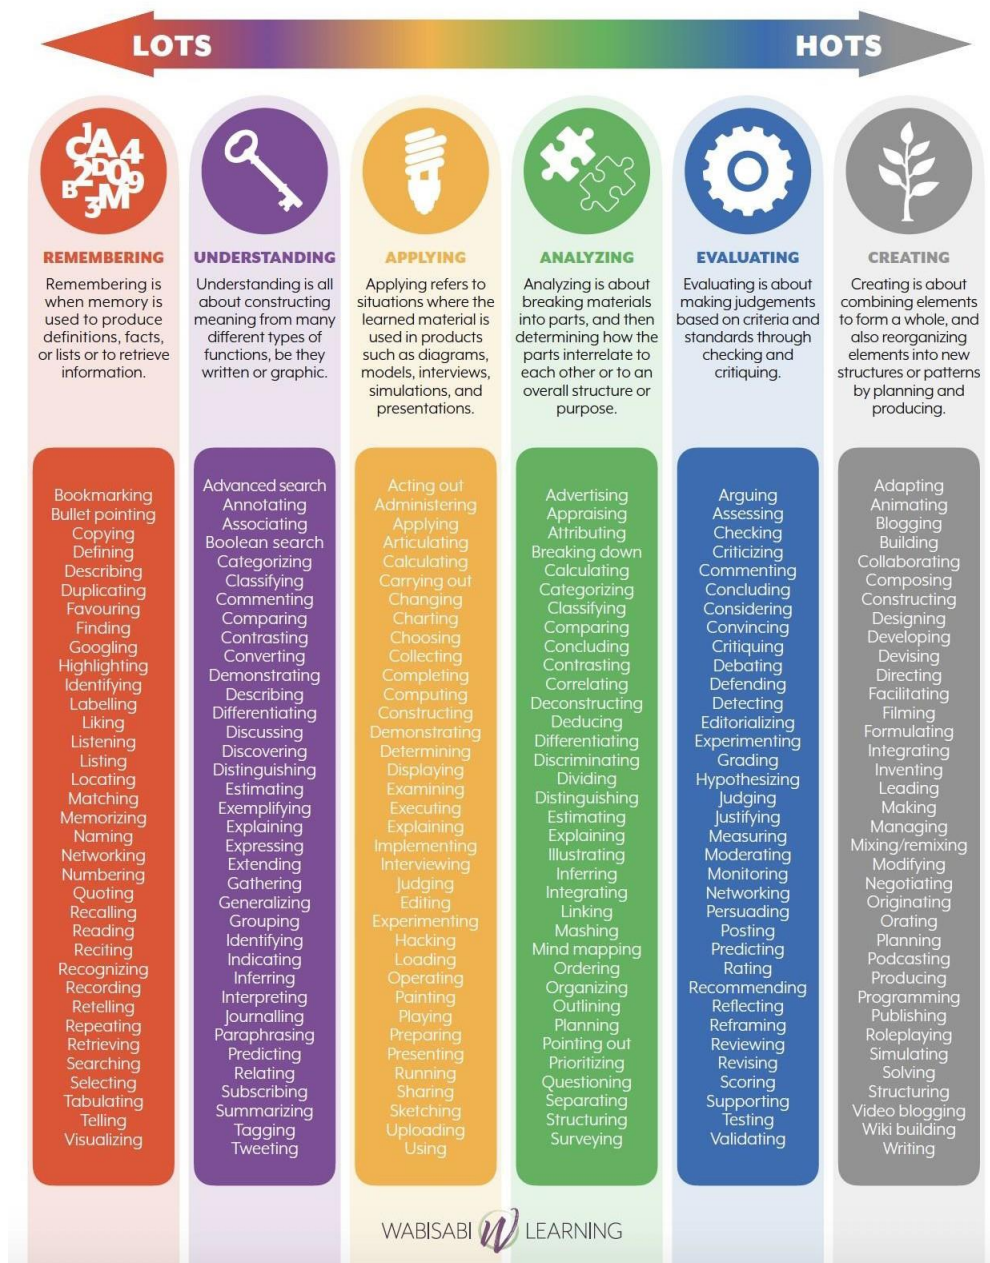 LOTS
HOTS
CA4
2D09
B3M
REMEMBERING
Remembering is
when memory is
used to produce
definitions, facts,
or lists or to retrieve
information.
Bookmarking
Bullet pointing
Copying
Defining
Describing
Duplicating
Favouring
Finding
Googling
Highlighting
Identifying
Labelling
Liking
Listening
Listing
Locating
Matching
Memorizing
Naming
Networking
Numbering
Quoting
Recalling
Reading
Reciting
Recognizing
Recording
Retelling
Repeating
Retrieving
Searching
Selecting
Tabulating
Telling
Visualizing
UNDERSTANDING
Understanding is all
about constructing
meaning from many
different types of
functions, be they
written or graphic.
Advanced search
Annotating
Associating
Boolean search
Categorizing
Classifying
Commenting
Comparing
Contrasting
Converting
Demonstrating
Describing
Differentiating
Discussing
Discovering
Distinguishing
Estimating
Exemplifying
Explaining
Expressing
Extending
Gathering
Generalizing
Grouping
Identifying
Indicating
Inferring
Interpreting
Journalling
Paraphrasing
Predicting
Relating
Subscribing
Summarizing
Tagging
Tweeting
APPLYING
Applying refers to
situations where the
learned material is
used in products
such as diagrams,
models, interviews,
simulations, and
presentations.
Acting out
Administering
Applying
Articulating
Calculating
Carrying out
Changing
Charting
Choosing
Collecting
Completing
Computing
Constructing
Demonstrating
Determining
Displaying
Examining
Executing
Explaining
Implementing
Interviewing
Judging
Editing
Experimenting
Hacking
Loading
Operating
Painting
Playing
Preparing
Presenting
Running
Sharing
Sketching
Uploading
Using
ANALYZING
Analyzing is about
breaking materials
into parts, and then
determining how the
parts interrelate to
each other or to an
overall structure or
purpose.
Advertising
Appraising
Attributing
Breaking down
Calculating
Categorizing
Classifying
Comparing
Concluding
Contrasting
Correlating
Deconstructing
Deducing
Differentiating
Discriminating
Dividing
Distinguishing
Estimating
Explaining
Illustrating
Inferring
Integrating
Linking
Mashing
Mind mapping
Ordering
Organizing
Outlining
Planning
Pointing out
Prioritizing
Questioning
Separating
Structuring
Surveying
EVALUATING
Evaluating is about
making judgements
based on criteria and
standards through
checking and
critiquing.
Arguing
Assessing
Checking
Criticizing
Commenting
Concluding
Considering
Convincing
Critiquing
Debating
Defending
Detecting
Editorializing
Experimenting
Grading
Hypothesizing
Judging
Justifying
Measuring
Moderating
Monitoring
Networking
Persuading
Posting
Predicting
Rating
Recommending
Reflecting
Reframing
Reviewing
Revising
Scoring
Supporting
Testing
Validating
CREATING
Creating is about
combining elements
to form a whole, and
also reorganizing
elements into new
structures or patterns
by planning and
producing.
Adapting
Animating
Blogging
Building
Collaborating
Composing
Constructing
Designing
Developing
Devising
Directing
Facilitating
Filming
Formulating
Integrating
Inventing
Leading
Making
Managing
Mixing/remixing
Modifying
Negotiating
Originating
Orating
Planning
Podcasting
Producing
Programming
Publishing
Roleplaying
Simulating
Solving
Structuring
Video blogging
Wiki building
Writing
WABISABI W LEARNING